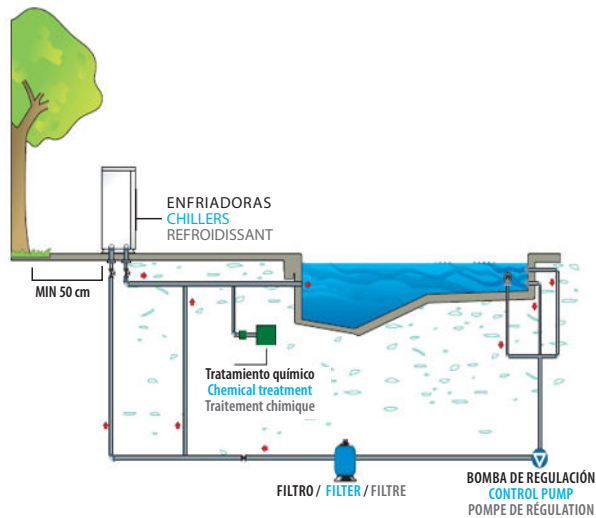 ENFRIADORAS
CHILLERS
REFROIDISSANT
MIN 50 cm
Tratamiento químico
Chemical treatment
Traitement chimique
FILTRO / FILTER / FILTRE
BOMBA DE REGULACIÓN
CONTROL PUMP
POMPE DE RÉGULATION